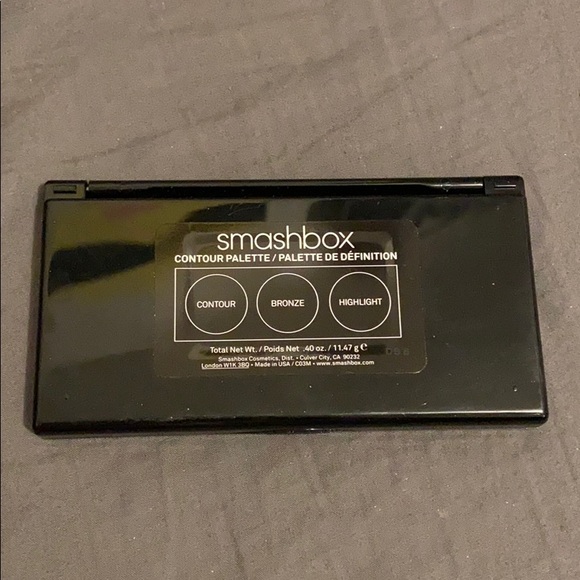 smashbox
CONTOUR PALETTE / PALETTE DE DÉFINITION
CONTOUR BRONZE HIGHLIGHT
Total Net Wt. / Poids Net .40 oz. / 11.47 g ℮
Smashbox Cosmetics, Dist. • Culver City, CA 90232
London W1K 3BQ • Made in USA / C03M • www.smashbox.com